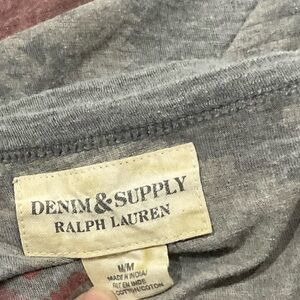 DENIM & SUPPLY
RALPH LAUREN
M/M
MADE IN INDIA/
FAIT EN INDE
COTTON/COTON